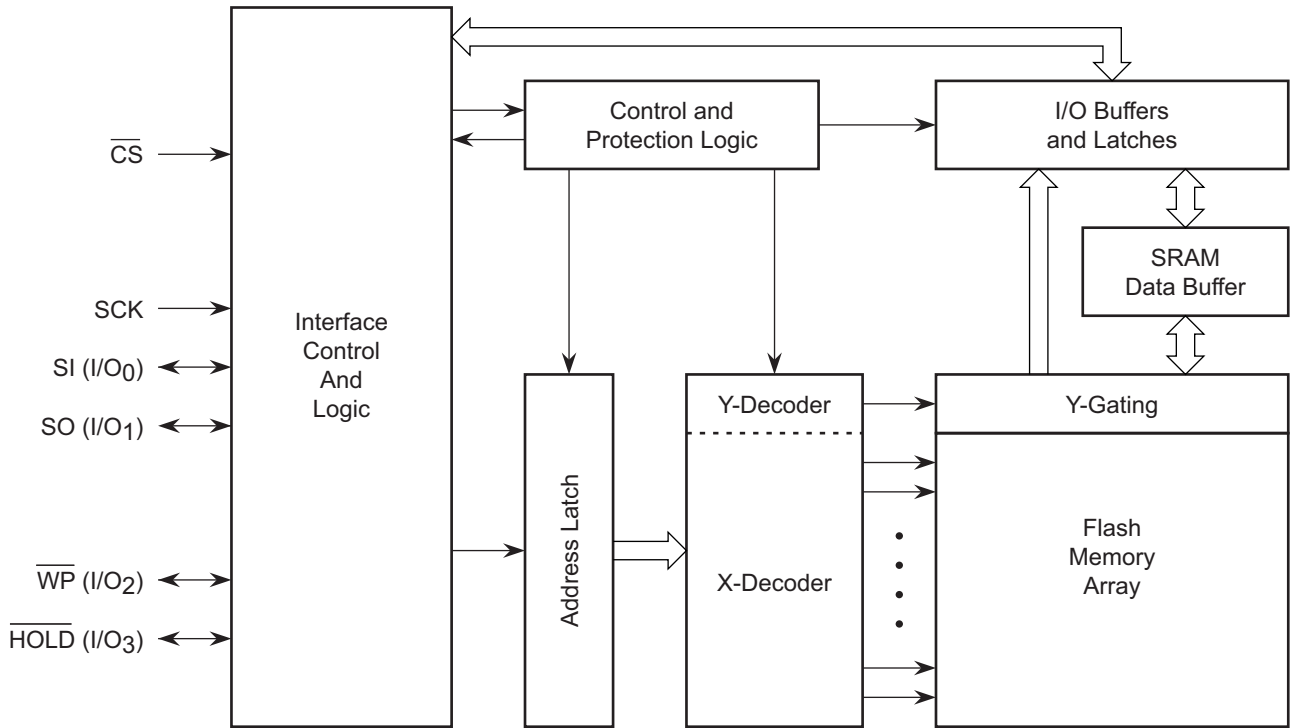 CS
SCK
SI (I/O0)
SO (I/O1)
WP (I/O2)
HOLD (I/O3)
Interface
Control
And
Logic
Control and
Protection Logic
I/O Buffers
and Latches
SRAM
Data Buffer
Address Latch
Y-Decoder
X-Decoder
Y-Gating
Flash
Memory
Array